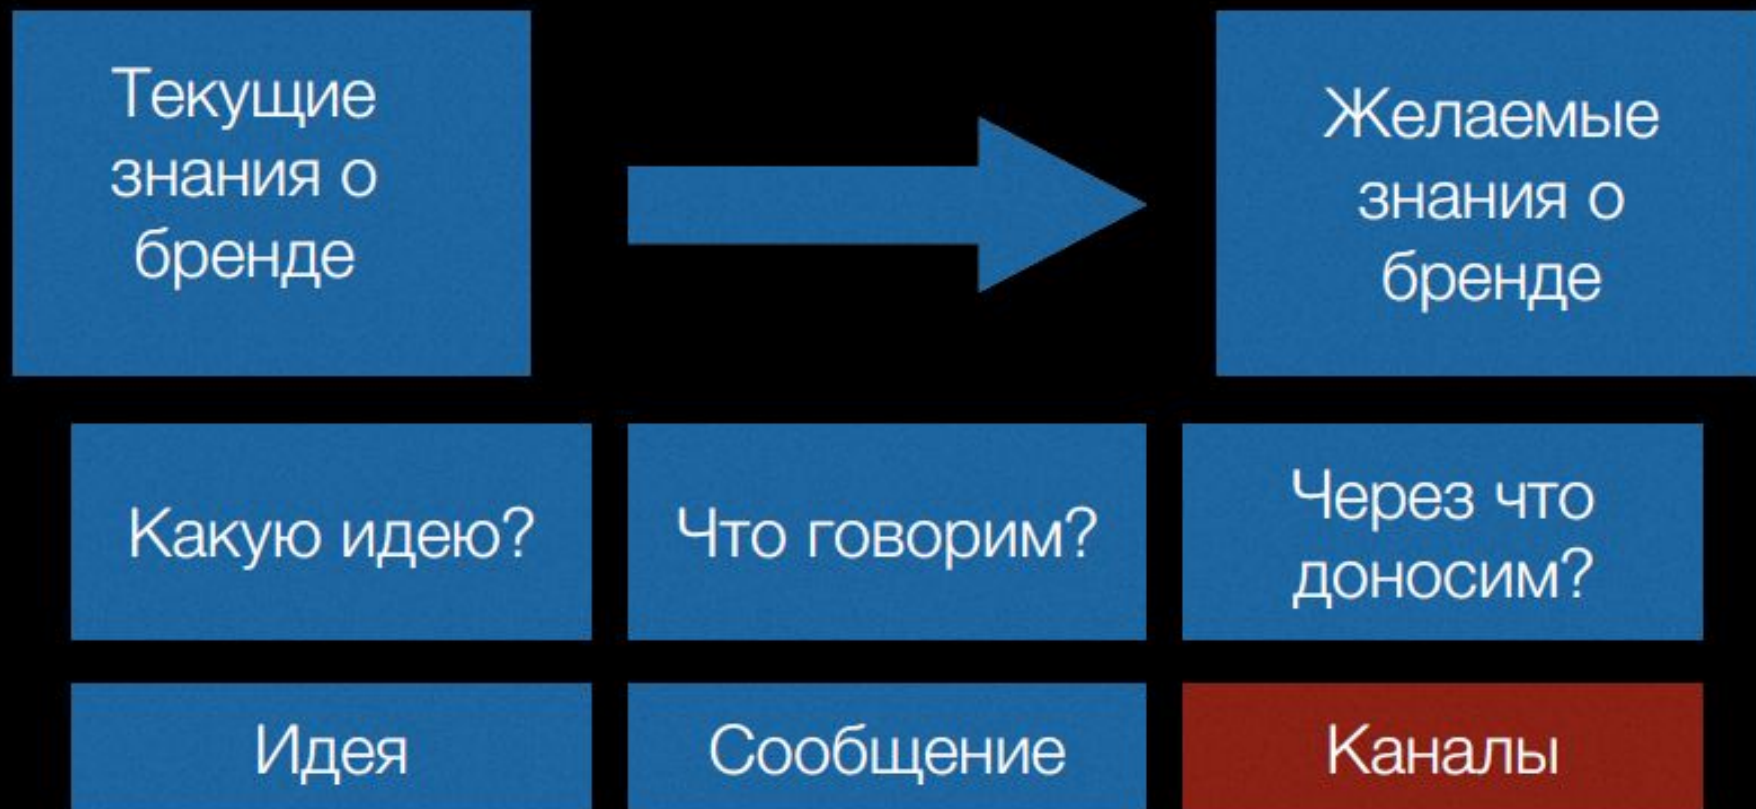 Текущие
знания о
бренде
Желаемые
знания о
бренде
Какую идею?
Что говорим?
Через что
доносим?
Идея
Сообщение
Каналы